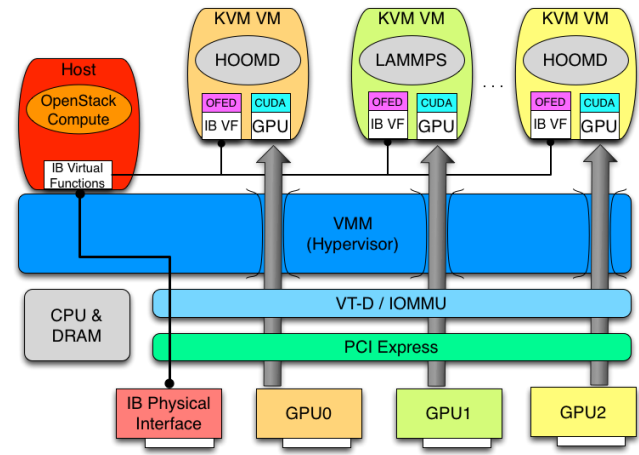 KVM VM
KVM VM
KVM VM
Host
HOOMD
LAMMPS
HOOMD
. . .
OpenStack
Compute
OFED
CUDA
OFED
CUDA
OFED
CUDA
IB VF
GPU
IB VF
GPU
IB VF
GPU
IB Virtual
Functions
VMM
(Hypervisor)
CPU &
DRAM
VT-D / IOMMU
PCI Express
IB Physical
Interface
GPU0
GPU1
GPU2